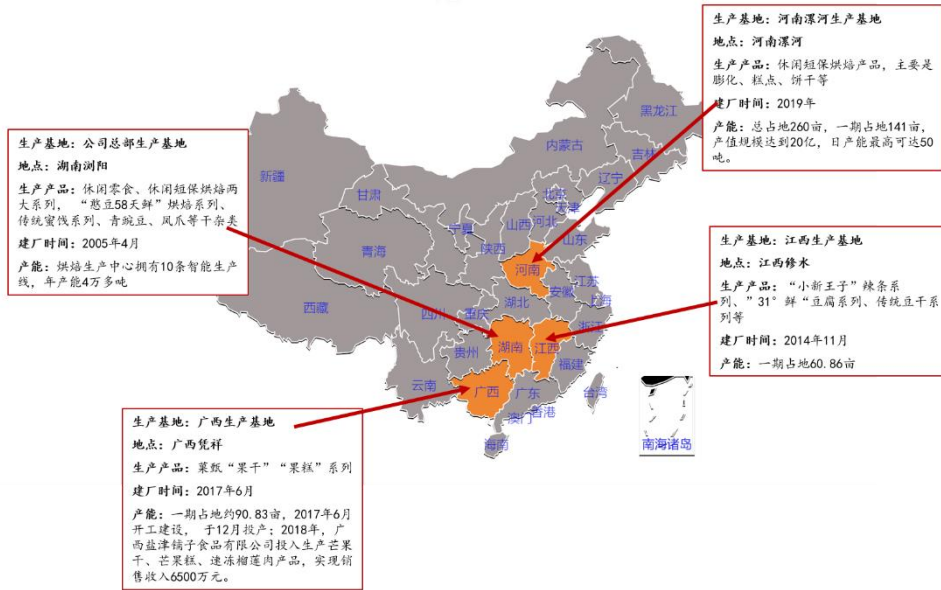 生产基地：河南漯河生产基地
地点：河南漯河
生产产品：休闲短保烘焙产品，主要是
膨化、糕点、饼干等
建厂时间：2019年
产能：总占地260亩，一期占地141亩，
产值规模达到20亿，日产能最高可达50
吨。
生产基地：公司总部生产基地
地点：湖南浏阳
生产产品：休闲零食、休闲短保烘焙两
大系列，“憨豆58天鲜”烘焙系列、
传统蜜饯系列、青豌豆、凤爪等干杂类
建厂时间：2005年4月
产能：烘焙生产中心拥有10条智能生产
线，年产能4万多吨
生产基地：江西生产基地
地点：江西修水
生产产品：“小新王子”辣条系
列、”31°鲜“豆腐系列、传统豆干系
列等
建厂时间：2014年11月
产能：一期占地60.86亩
生产基地：广西生产基地
地点：广西凭祥
生产产品：菓甄“果干”“果糕”系列
建厂时间：2017年6月
产能：一期占地约90.83亩，2017年6月
开工建设， 于12月投产；2018年，广
西盐津铺子食品有限公司投入生产芒果
干、芒果糕、速冻榴莲肉产品，实现销
售收入6500万元。
黑龙江
内蒙古
吉林
新疆
辽宁
甘肃
北京
天津
河北
山西
宁夏
山东
青海
陕西
河南
江苏
安徽
西藏
湖北
上海
四川
重庆
浙江
湖南
江西
贵州
福建
云南
广西
广东
台湾
香港
澳门
海南
南海诸岛